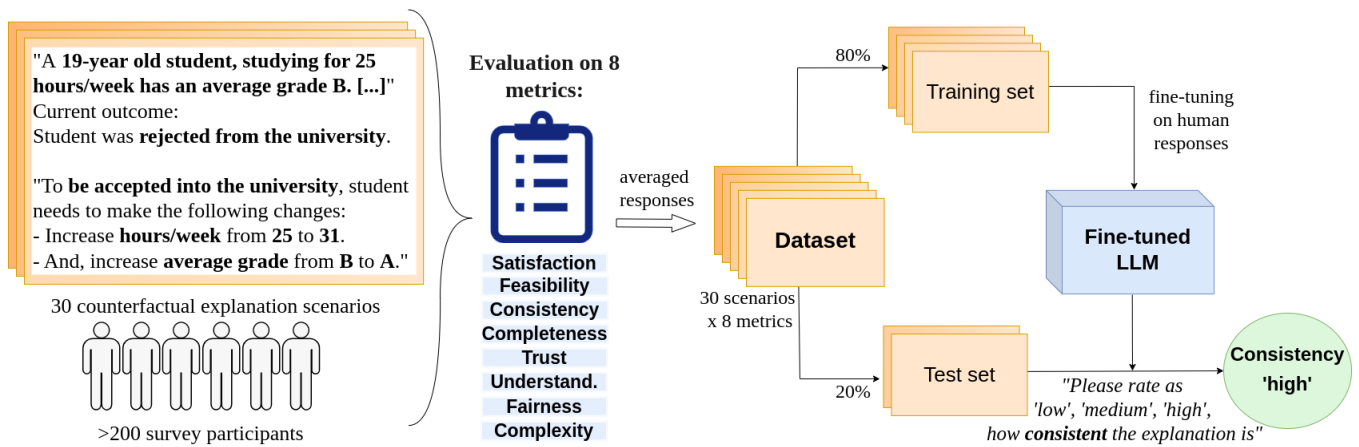 "A 19-year old student, studying for 25
hours/week has an average grade B. [...]"
Current outcome:
Student was rejected from the university.
"To be accepted into the university, student
needs to make the following changes:
- Increase hours/week from 25 to 31.
- And, increase average grade from B to A."
30 counterfactual explanation scenarios
>200 survey participants
Evaluation on 8
metrics:
Satisfaction
Feasibility
Consistency
Completeness
Trust
Understand.
Fairness
Complexity
averaged
responses
Dataset
30 scenarios
x 8 metrics
80%
Training set
fine-tuning
on human
responses
Fine-tuned
LLM
20%
Test set
"Please rate as
'low', 'medium', 'high',
how consistent the explanation is"
Consistency
'high'